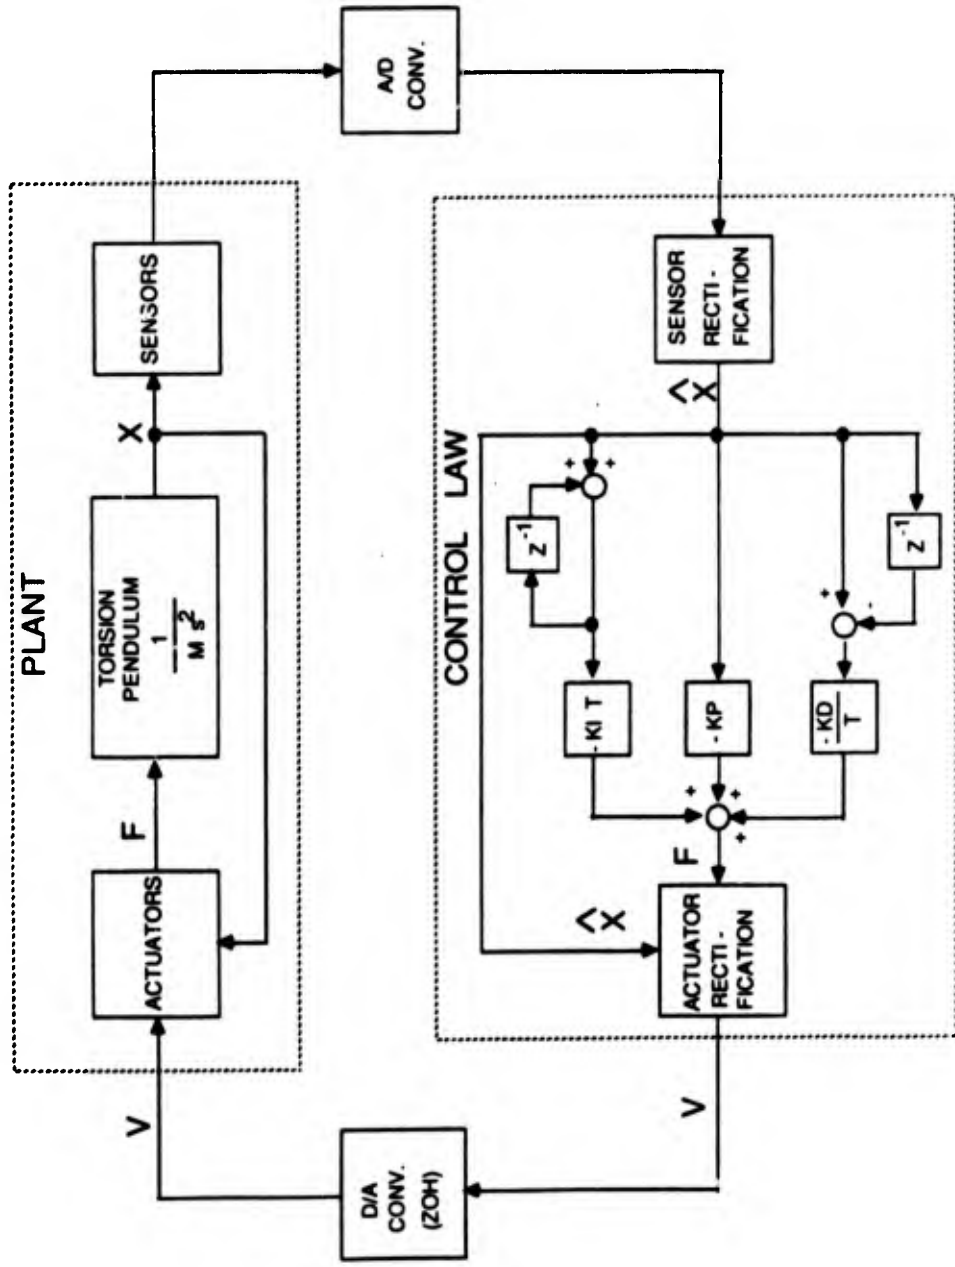 PLANT
V
ACTUATORS
F
TORSION
PENDULUM
1
M s²
X
SENSORS
D/A
CONV.
(ZOH)
A/D
CONV.
CONTROL LAW
V
X̂
ACTUATOR
RECTI -
FICATION
F
+
+
+
- KI T
- KP
- KD
T
Z⁻¹
+
+
+
-
Z⁻¹
X̂
SENSOR
RECTI -
FICATION